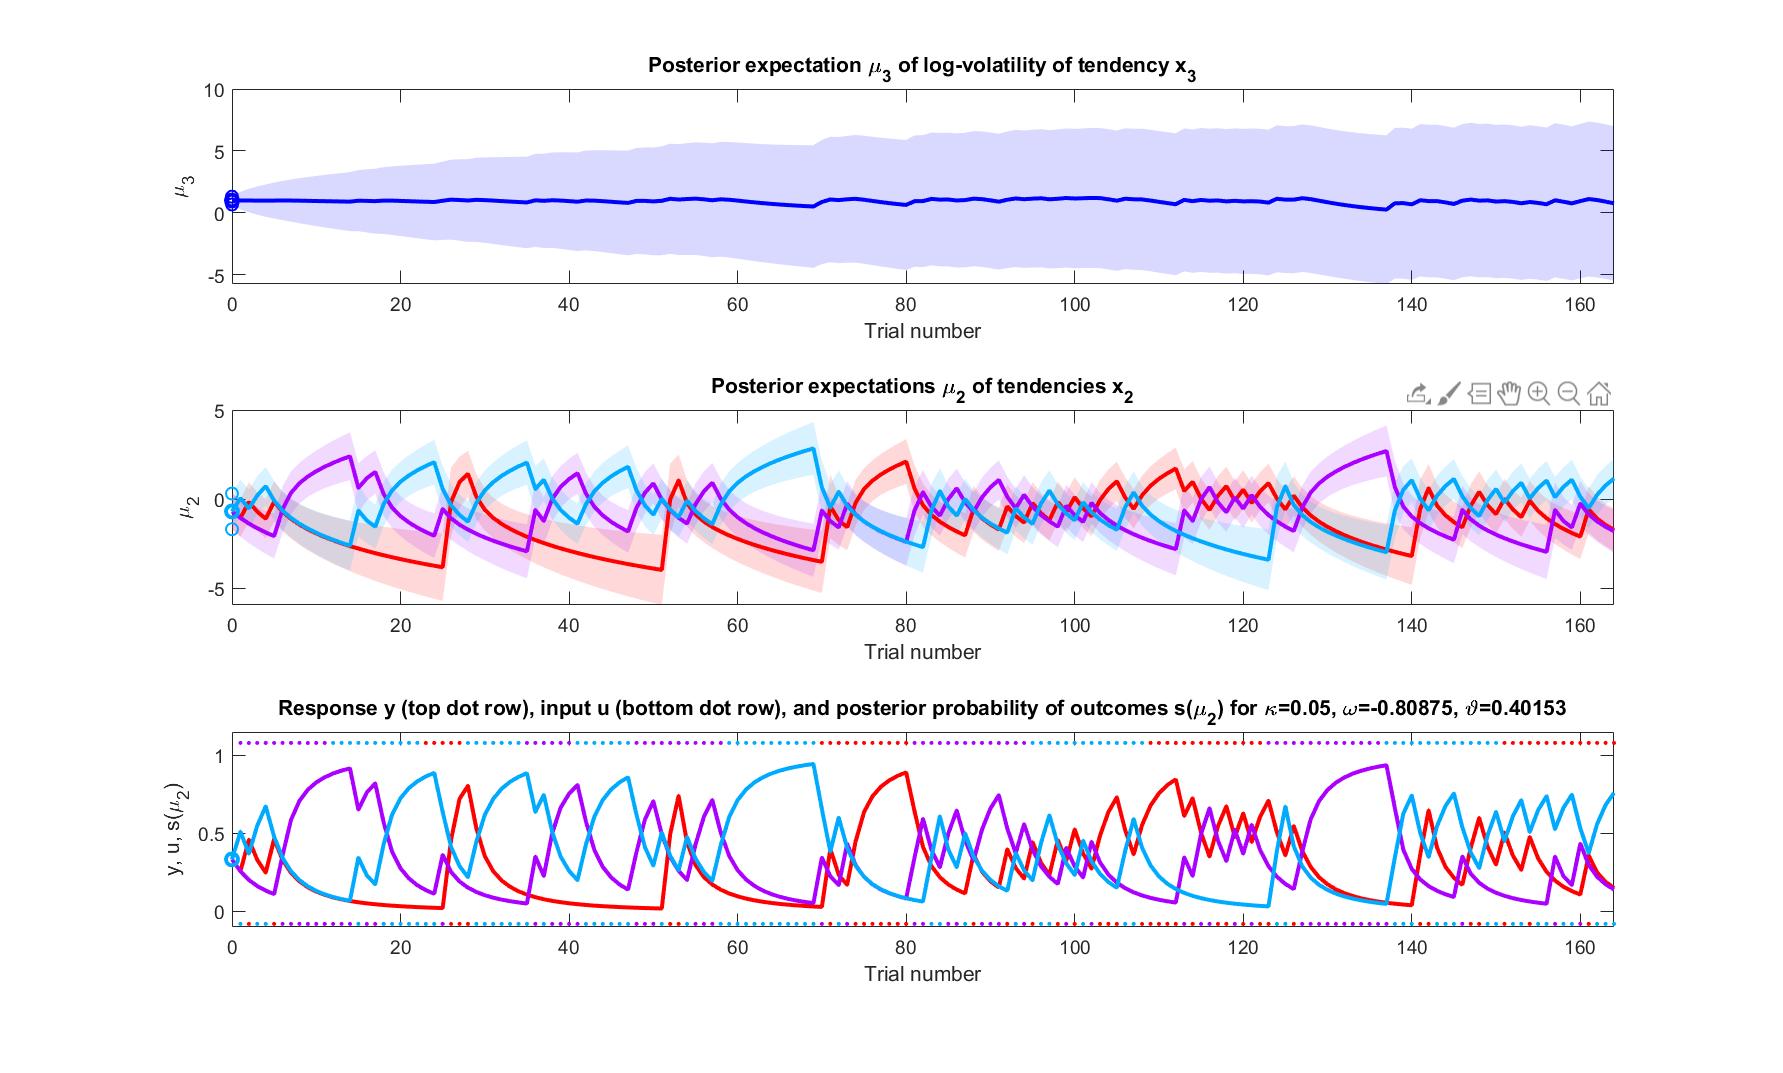 Posterior expectation μ3 of log-volatility of tendency x3
10
5
0
-5
μ3
0 20 40 60 80 100 120 140 160
Trial number
Posterior expectations μ2 of tendencies x2
5
0
-5
μ2
0 20 40 60 80 100 120 140 160
Trial number
Response y (top dot row), input u (bottom dot row), and posterior probability of outcomes s(μ2) for κ=0.05, ω=-0.80875, ϑ=0.40153
1
0.5
0
y, u, s(μ2)
0 20 40 60 80 100 120 140 160
Trial number